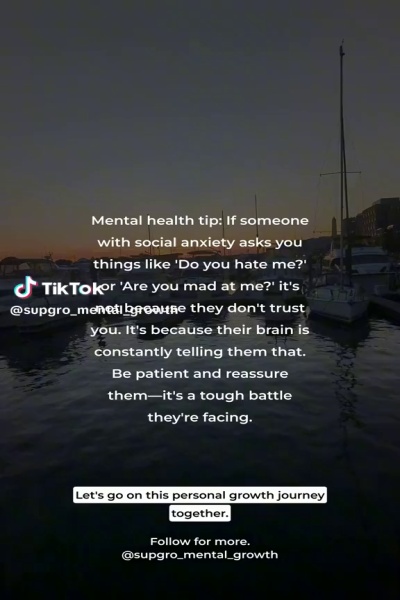 Mental health tip: If someone
with social anxiety asks you
things like 'Do you hate me?'
or 'Are you mad at me?' it's
TikTok
not because they don't trust
@supgro_mental_growth
you. It's because their brain is
constantly telling them that.
Be patient and reassure
them—it's a tough battle
they're facing.
Let's go on this personal growth journey
together.
Follow for more.
@supgro_mental_growth